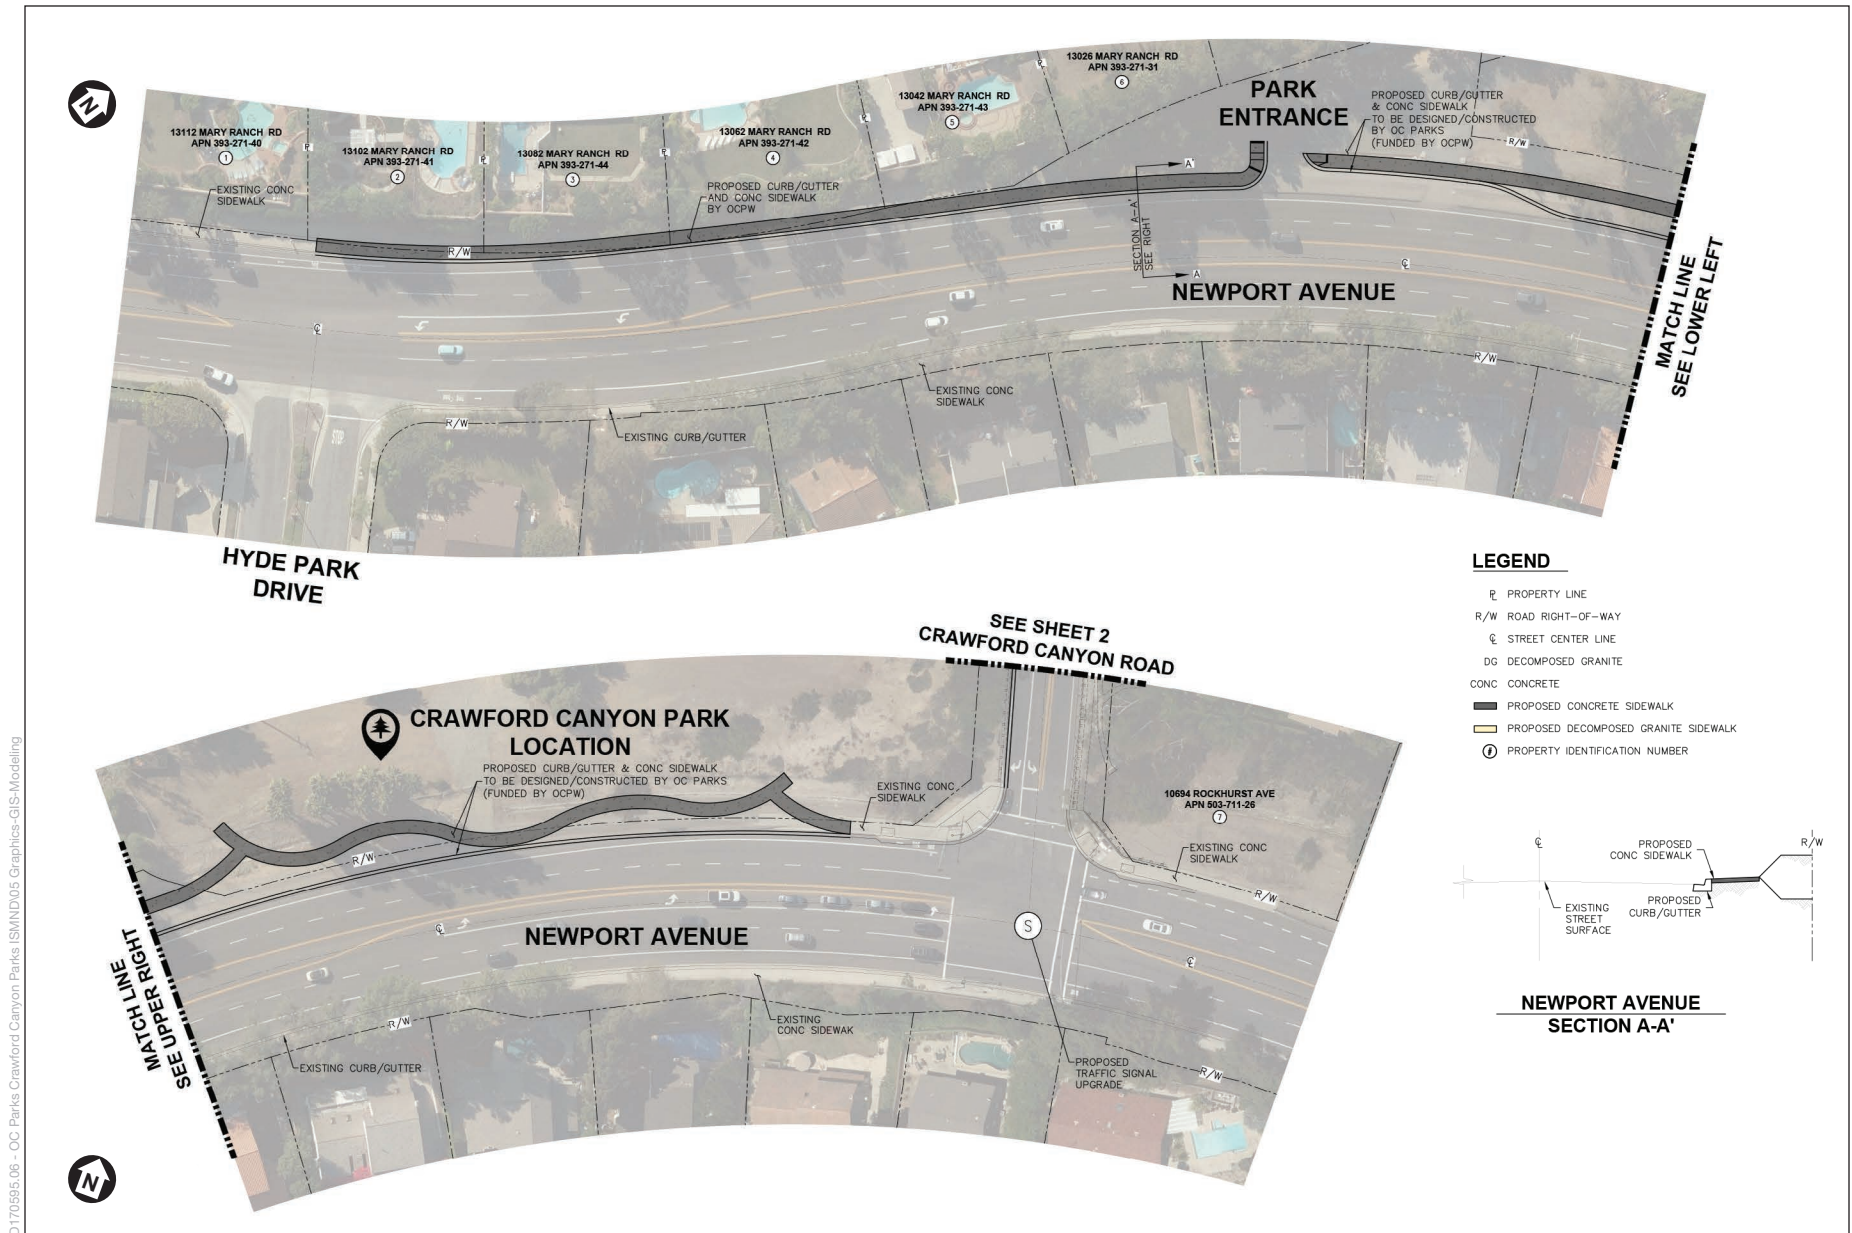 13112 MARY RANCH RD
APN 393-271-40
1
13102 MARY RANCH RD
APN 393-271-41
2
13082 MARY RANCH RD
APN 393-271-44
3
13062 MARY RANCH RD
APN 393-271-42
4
13042 MARY RANCH RD
APN 393-271-43
5
13026 MARY RANCH RD
APN 393-271-31
6
PARK
ENTRANCE
PROPOSED CURB/GUTTER
& CONC SIDEWALK
TO BE DESIGNED/CONSTRUCTED
BY OC PARKS
(FUNDED BY OCPW)
R/W
N
EXISTING CONC
SIDEWALK
PROPOSED CURB/GUTTER
AND CONC SIDEWALK
BY OCPW
R/W
A'
SECTION A-A'
SEE RIGHT
A
NEWPORT AVENUE
MATCH LINE
SEE LOWER LEFT
R/W
EXISTING CONC
SIDEWALK
R/W
EXISTING CURB/GUTTER
HYDE PARK
DRIVE
LEGEND
PROPERTY LINE
R/W ROAD RIGHT-OF-WAY
STREET CENTER LINE
DG DECOMPOSED GRANITE
CONC CONCRETE
PROPOSED CONCRETE SIDEWALK
PROPOSED DECOMPOSED GRANITE SIDEWALK
# PROPERTY IDENTIFICATION NUMBER
SEE SHEET 2
CRAWFORD CANYON ROAD
CRAWFORD CANYON PARK
LOCATION
PROPOSED CURB/GUTTER & CONC SIDEWALK
TO BE DESIGNED/CONSTRUCTED BY OC PARKS
(FUNDED BY OCPW)
EXISTING CONC
SIDEWALK
10694 ROCKHURST AVE
APN 503-711-26
7
EXISTING CONC
SIDEWALK
R/W
R/W
NEWPORT AVENUE
S
MATCH LINE
SEE UPPER RIGHT
R/W
EXISTING
CONC SIDEWAK
EXISTING CURB/GUTTER
PROPOSED
TRAFFIC SIGNAL
UPGRADE
R/W
N
R/W
PROPOSED
CONC SIDEWALK
EXISTING
STREET
SURFACE
PROPOSED
CURB/GUTTER
NEWPORT AVENUE
SECTION A-A'
D170595.06 - OC Parks Crawford Canyon Parks ISMND\05 Graphics-GIS-Modeling